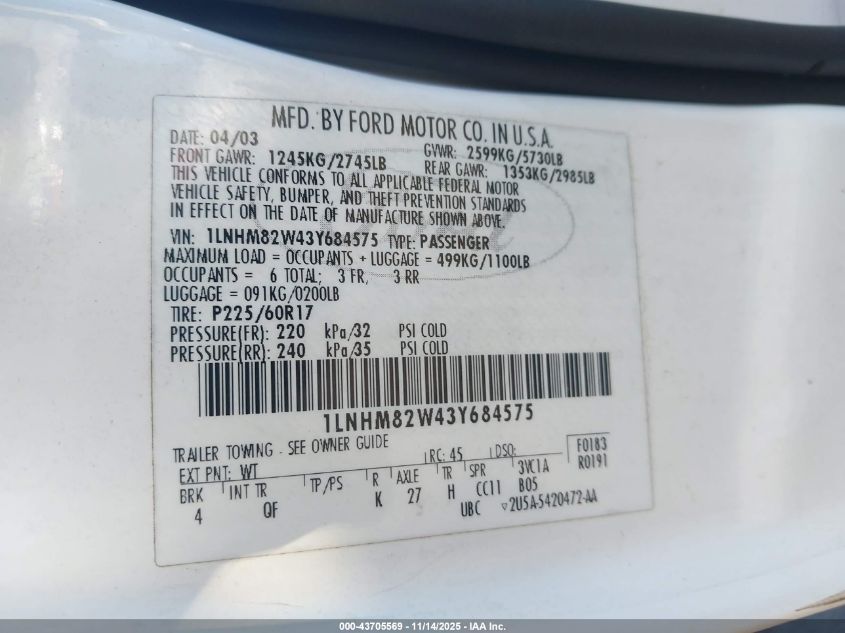 MFD. BY FORD MOTOR CO. IN U.S.A.
DATE: 04/03 GVWR: 2599KG/5730LB
FRONT GAWR: 1245KG/2745LB REAR GAWR: 1353KG/2985LB
THIS VEHICLE CONFORMS TO ALL APPLICABLE FEDERAL MOTOR
VEHICLE SAFETY, BUMPER, AND THEFT PREVENTION STANDARDS
IN EFFECT ON THE DATE OF MANUFACTURE SHOWN ABOVE.
VIN: 1LNHM82W43Y684575 TYPE: PASSENGER
MAXIMUM LOAD = OCCUPANTS + LUGGAGE = 499KG/1100LB
OCCUPANTS = 6 TOTAL; 3 FR, 3 RR
LUGGAGE = 091KG/0200LB
TIRE: P225/60R17
PRESSURE(FR): 220 kPa/32 PSI COLD
PRESSURE(RR): 240 kPa/35 PSI COLD
1LNHM82W43Y684575
TRAILER TOWING - SEE OWNER GUIDE
EXT PNT: WT RC: 45 DSO: F0183
R0191
BRK INT TR TP/PS R AXLE TR SPR 3VC1A
4 QF K 27 H CC11 B05
UBC ▽2U5A-5420472-AA
000-43705569 - 11/14/2025 - IAA Inc.